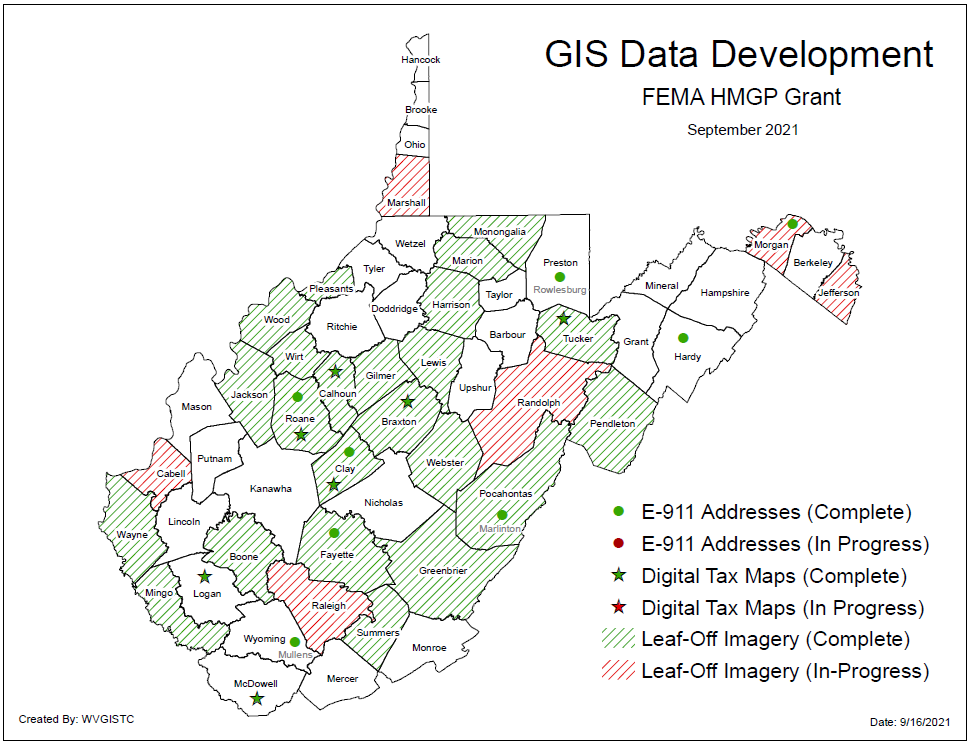 GIS Data Development
FEMA HMGP Grant
September 2021
Hancock
Brooke
Ohio
Marshall
Wetzel
Monongalia
Marion
Preston
Rowlesburg
Morgan
Berkeley
Jefferson
Tyler
Mineral
Hampshire
Pleasants
Doddridge
Harrison
Taylor
Wood
Ritchie
Barbour
Tucker
Grant
Hardy
Wirt
Lewis
Gilmer
Upshur
Jackson
Calhoun
Roane
Randolph
Mason
Braxton
Pendleton
Webster
Putnam
Cabell
Clay
Kanawha
Nicholas
Pocahontas
Marlinton
Lincoln
Wayne
Boone
Fayette
Greenbrier
Mingo
Logan
Raleigh
Summers
Wyoming
Mullens
Monroe
McDowell
Mercer
E-911 Addresses (Complete)
E-911 Addresses (In Progress)
Digital Tax Maps (Complete)
Digital Tax Maps (In Progress)
Leaf-Off Imagery (Complete)
Leaf-Off Imagery (In-Progress)
Created By: WVGISTC
Date: 9/16/2021